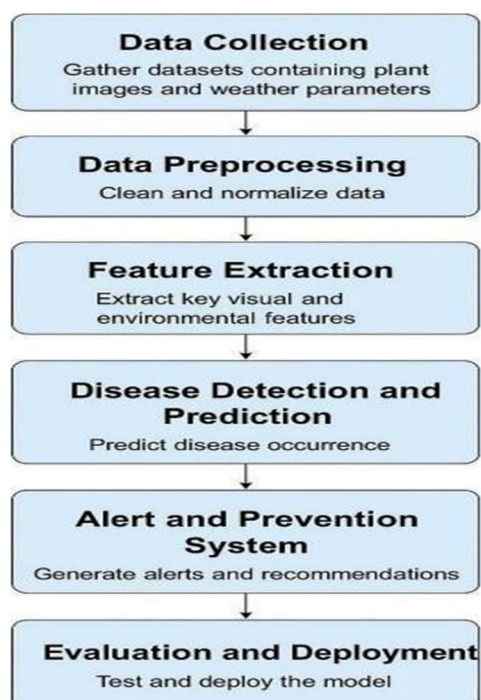 Data Collection
Gather datasets containing plant
images and weather parameters
Data Preprocessing
Clean and normalize data
Feature Extraction
Extract key visual and
environmental features
Disease Detection and
Prediction
Predict disease occurrence
Alert and Prevention
System
Generate alerts and recommendations
Evaluation and Deployment
Test and deploy the model